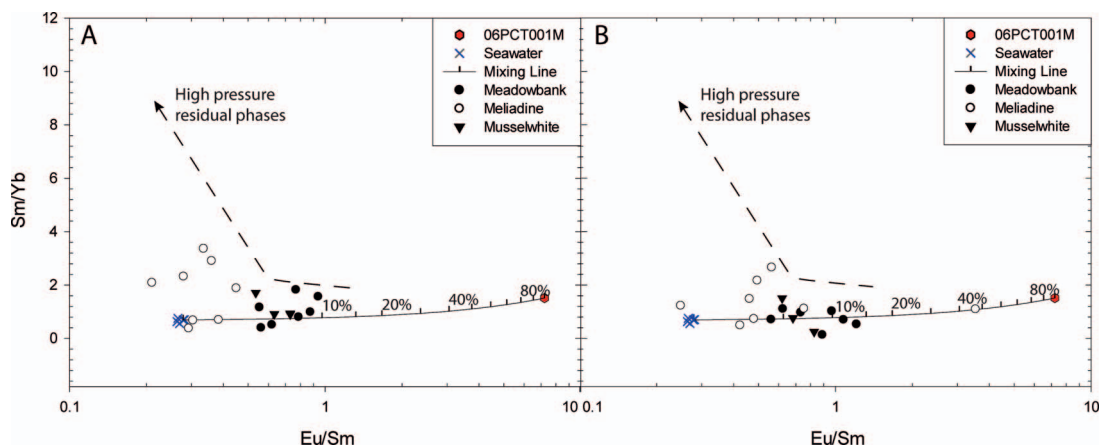 A
06PCT001M
Seawater
Mixing Line
Meadowbank
Meliadine
Musselwhite
High pressure
residual phases
12
10
8
6
4
2
0
Sm/Yb
10%
20%
40%
80%
0.1
1
10
Eu/Sm
B
06PCT001M
Seawater
Mixing Line
Meadowbank
Meliadine
Musselwhite
High pressure
residual phases
10%
20%
40%
80%
0.1
1
10
Eu/Sm